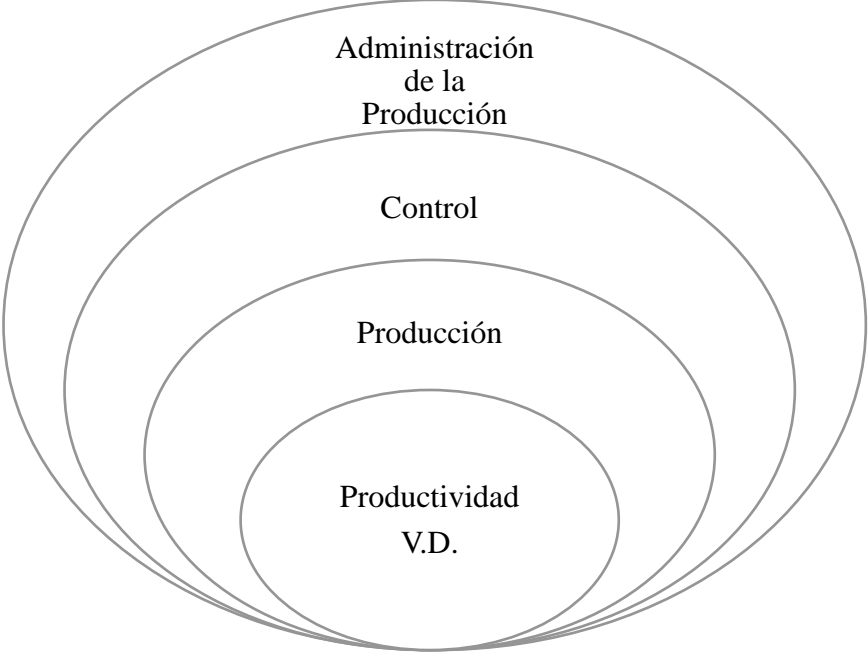 Administración
de la
Producción
Control
Producción
Productividad
V.D.